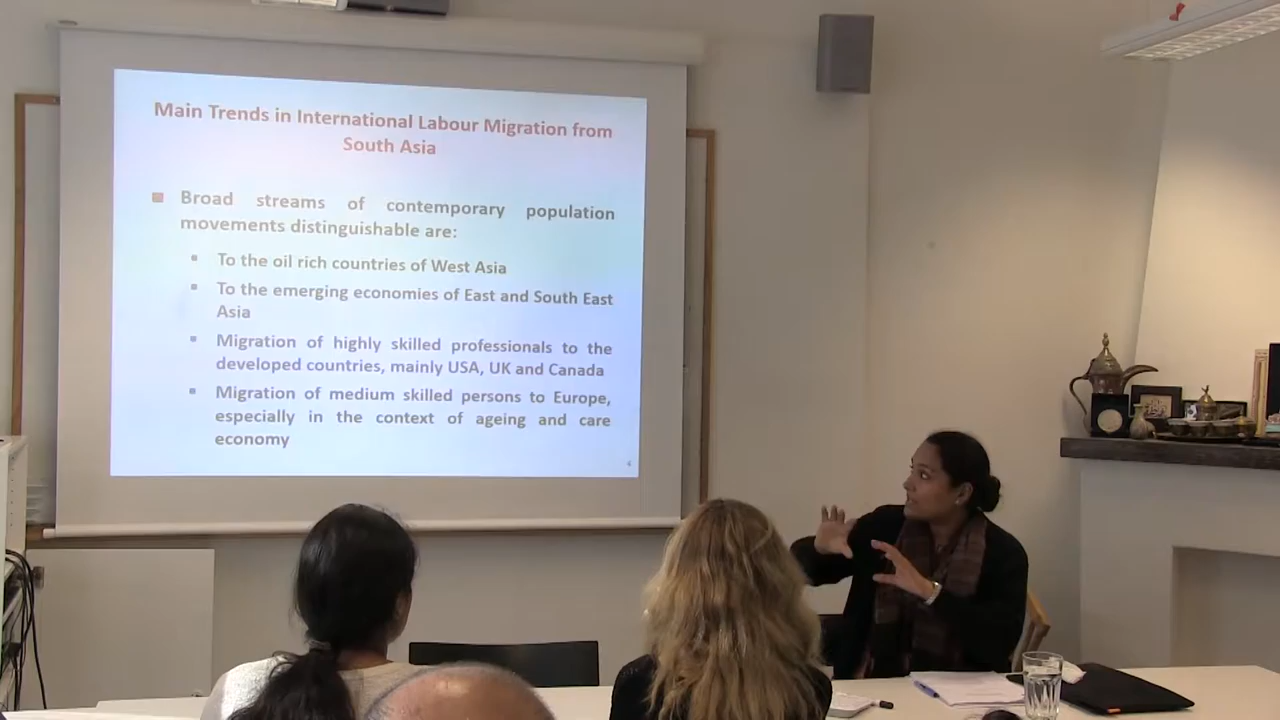 Main Trends in International Labour Migration from
South Asia
Broad streams of contemporary population
movements distinguishable are:
To the oil rich countries of West Asia
To the emerging economies of East and South East
Asia
Migration of highly skilled professionals to the
developed countries, mainly USA, UK and Canada
Migration of medium skilled persons to Europe,
especially in the context of ageing and care
economy
4